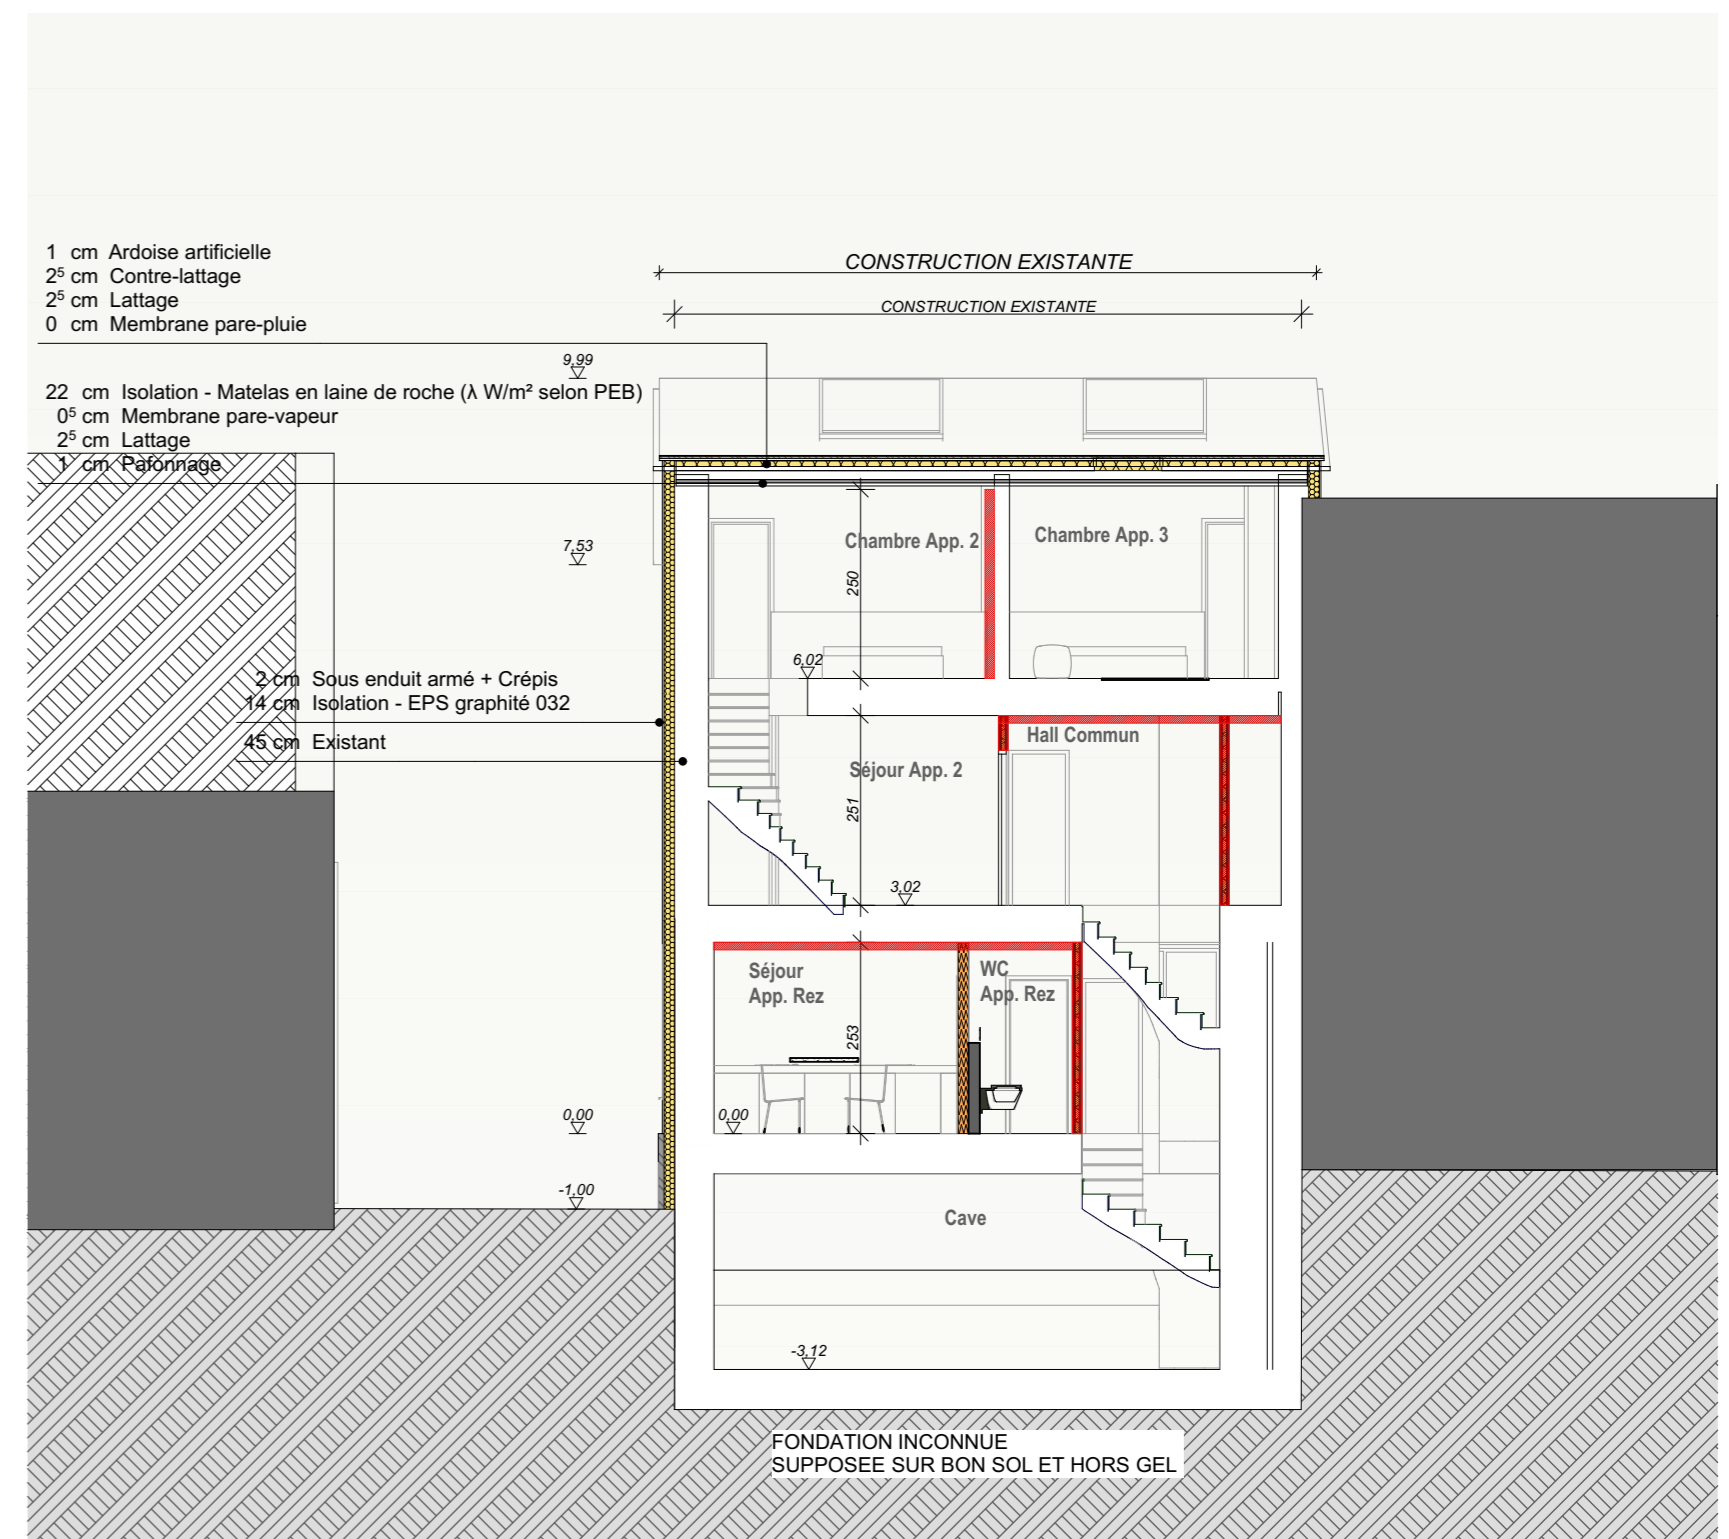 1 cm Ardoise artificielle
2⁵ cm Contre-lattage
2⁵ cm Lattage
0 cm Membrane pare-pluie
CONSTRUCTION EXISTANTE
CONSTRUCTION EXISTANTE
9,99
22 cm Isolation - Matelas en laine de roche (λ W/m² selon PEB)
0⁵ cm Membrane pare-vapeur
2⁵ cm Lattage
1 cm Pafonnage
7,53
Chambre App. 2
Chambre App. 3
250
6,02
2 cm Sous enduit armé + Crépis
14 cm Isolation - EPS graphité 032
45 cm Existant
Hall Commun
Séjour App. 2
251
3,02
Séjour
App. Rez
WC
App. Rez
253
0,00
0,00
-1,00
Cave
-3,12
FONDATION INCONNUE
SUPPOSEE SUR BON SOL ET HORS GEL